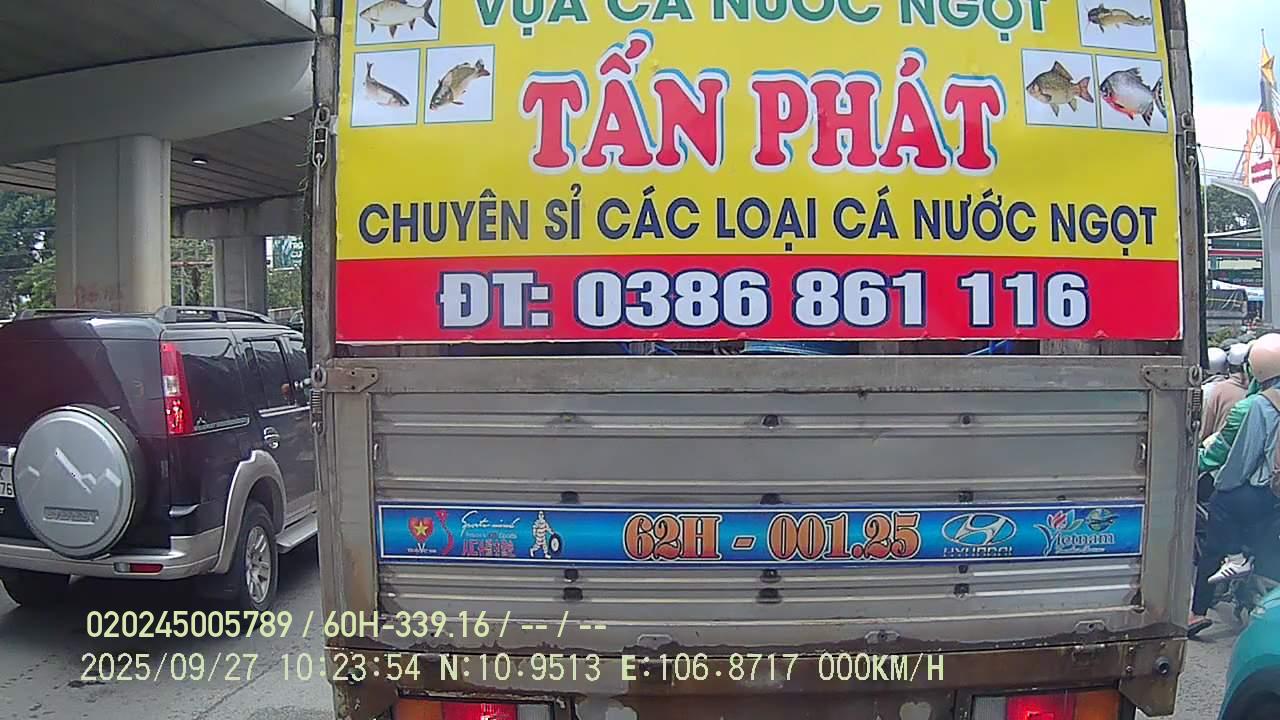 VỰA CÁ NƯỚC NGỌT
TẤN PHÁT
CHUYÊN SỈ CÁC LOẠI CÁ NƯỚC NGỌT
ĐT: 0386 861 116
62H - 001.25
HYUNDAI
Vietnam
76
020245005789 / 60H-339.16 / -- / --
2025/09/27 10:23:54 N:10.9513 E:106.8717 000KM/H